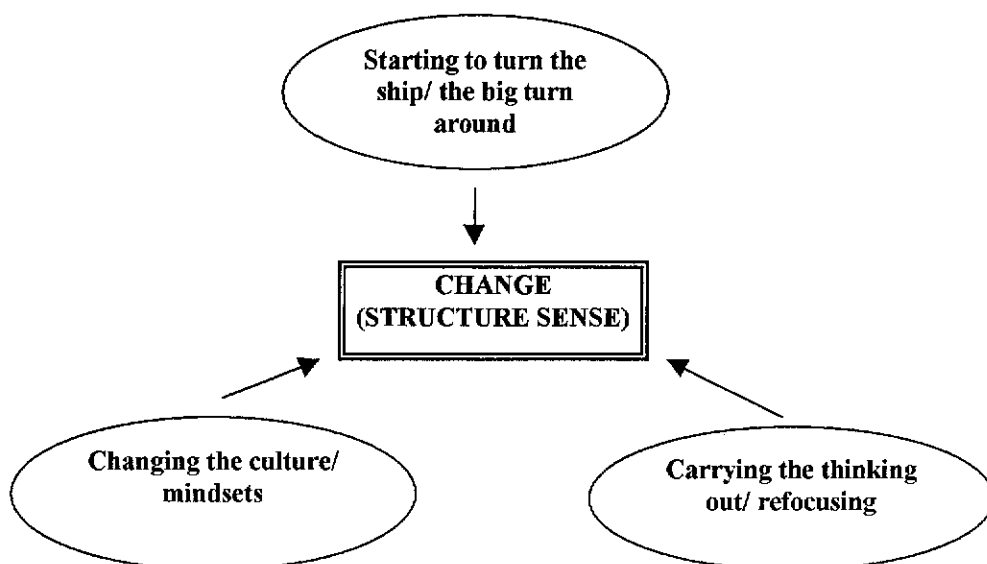 Starting to turn the
ship/ the big turn
around
CHANGE
(STRUCTURE SENSE)
Changing the culture/
mindsets
Carrying the thinking
out/ refocusing